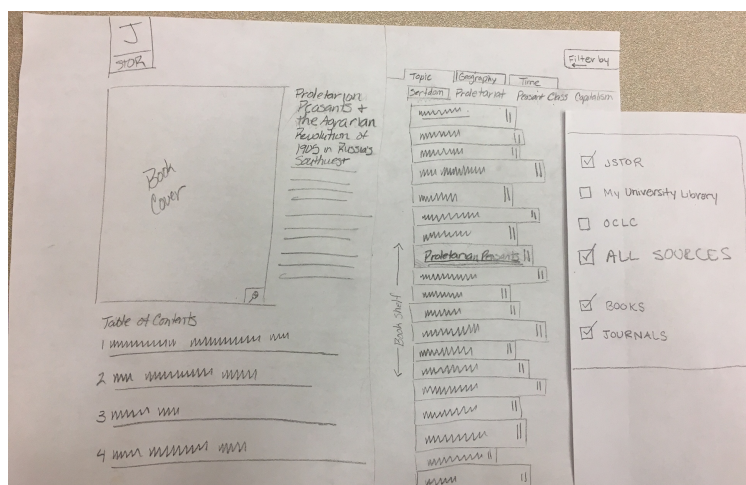 J
STOR
Book
Cover
Proletarian
Peasants &
the Agrarian
Revolution of
1905 in Russia's
Southwest
Table of Contents
1
2
3
4
Filter by
Topic Geography Time
Serfdom Proletariat Peasant Class Capitalism
Proletarian Peasants
Book shelf
JSTOR
My University Library
OCLC
ALL SOURCES
BOOKS
JOURNALS